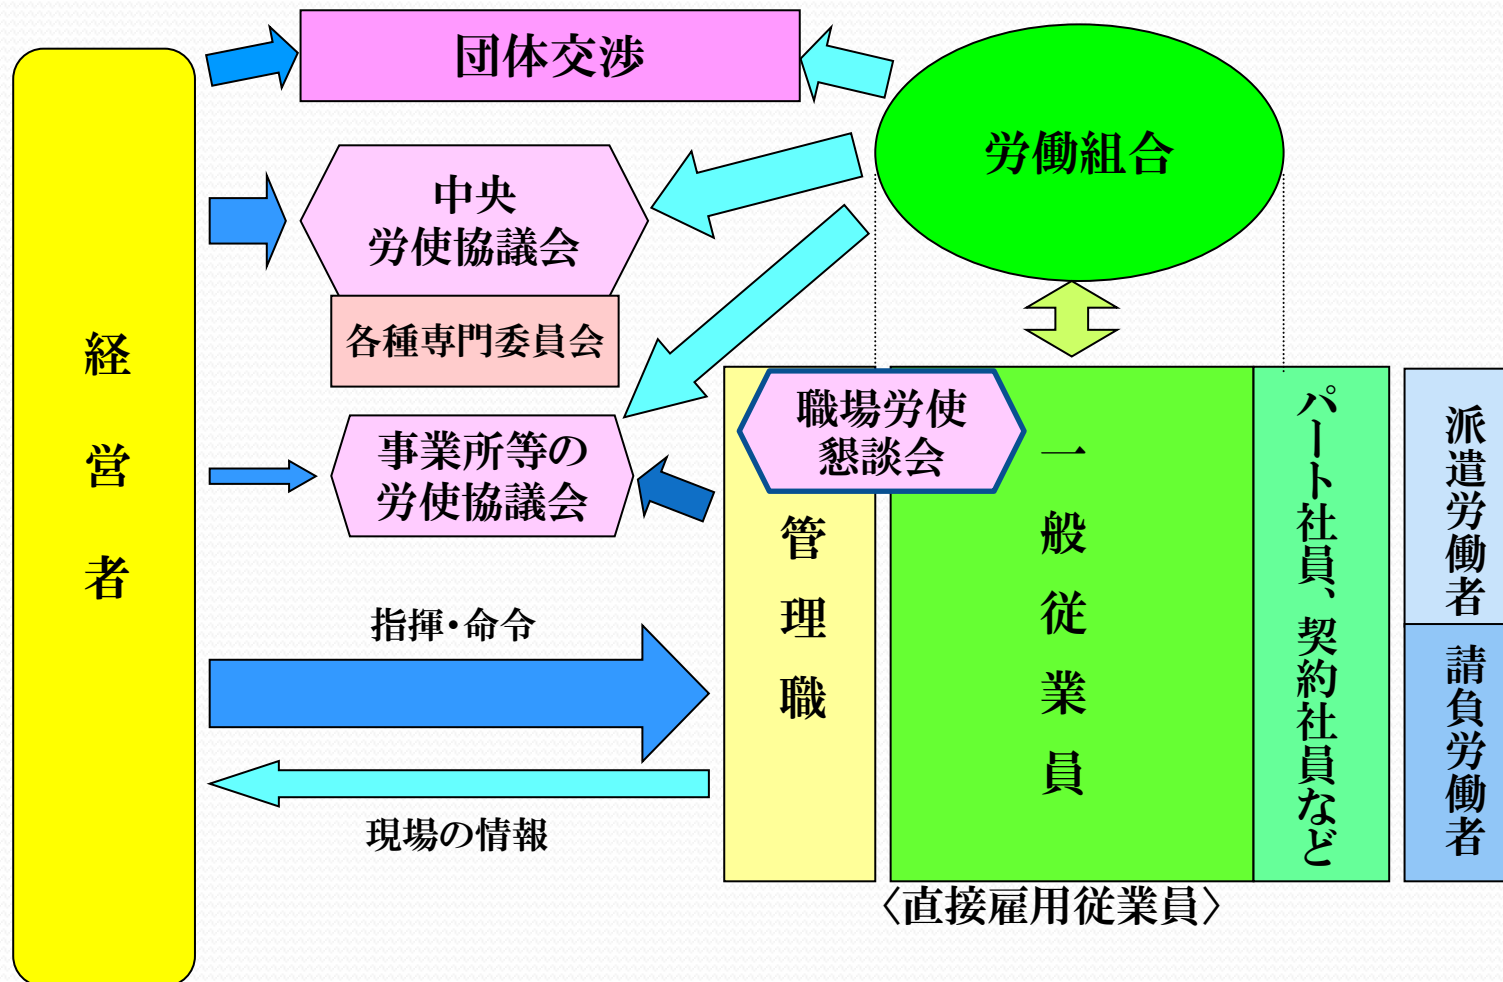 団体交渉
労働組合
中央
労使協議会
各種専門委員会
経営者
事業所等の
労使協議会
職場労使
懇談会
管理職
一般従業員
パート社員、契約社員など
派遣労働者
請負労働者
指揮・命令
現場の情報
〈直接雇用従業員〉